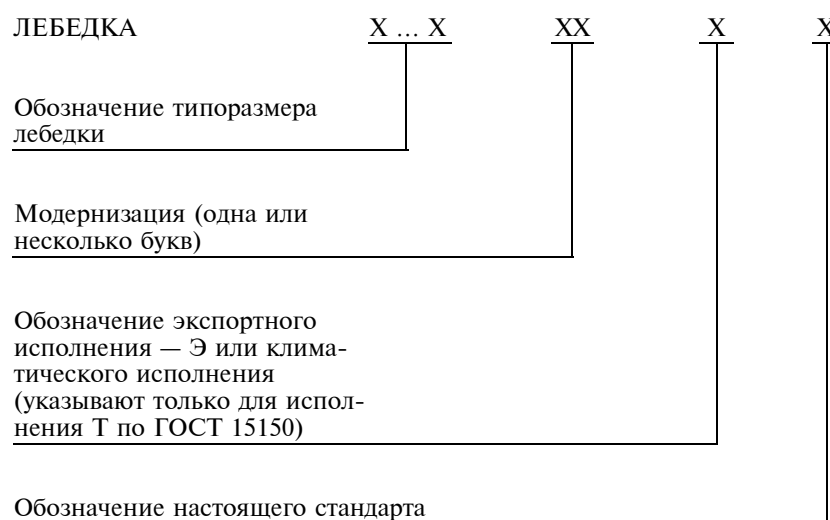 ЛЕБЕДКА Х ... Х ХХ Х Х
Обозначение типоразмера
лебедки
Модернизация (одна или
несколько букв)
Обозначение экспортного
исполнения — Э или клима-
тического исполнения
(указывают только для испол-
нения Т по ГОСТ 15150)
Обозначение настоящего стандарта